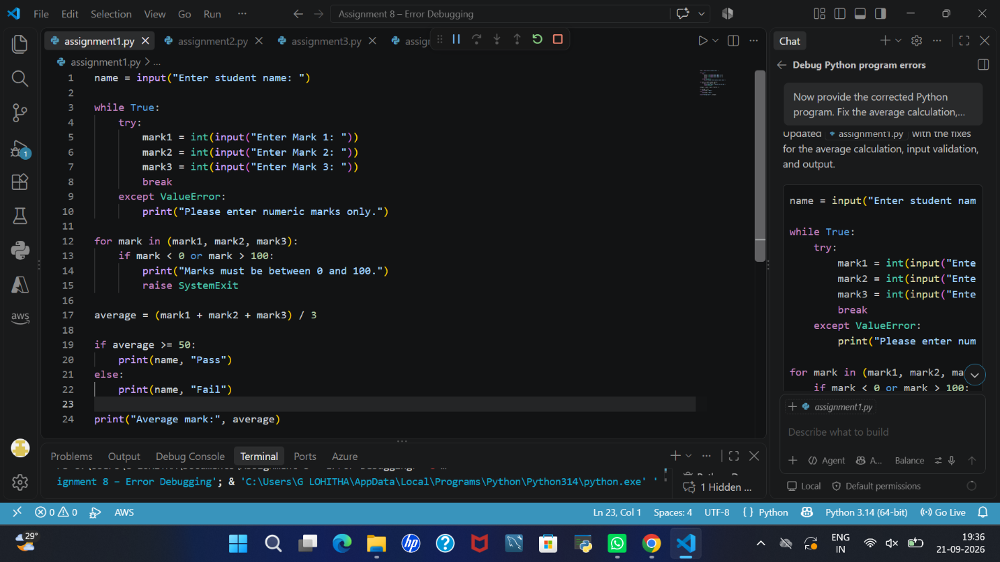 File Edit Selection View Go Run ···
Assignment 8 – Error Debugging
assignment1.py
assignment2.py
assignment3.py
assignment1.py > ...
1 name = input("Enter student name: ")
2
3 while True:
4 try:
5 mark1 = int(input("Enter Mark 1: "))
6 mark2 = int(input("Enter Mark 2: "))
7 mark3 = int(input("Enter Mark 3: "))
8 break
9 except ValueError:
10 print("Please enter numeric marks only.")
11
12 for mark in (mark1, mark2, mark3):
13 if mark < 0 or mark > 100:
14 print("Marks must be between 0 and 100.")
15 raise SystemExit
16
17 average = (mark1 + mark2 + mark3) / 3
18
19 if average >= 50:
20 print(name, "Pass")
21 else:
22 print(name, "Fail")
23
24 print("Average mark:", average)
Problems Output Debug Console Terminal Ports Azure
ignment 8 – Error Debugging'; & 'C:\Users\G LOHITHA\AppData\Local\Programs\Python\Python314\python.exe' '
1 Hidden ...
1
aws
Chat
Debug Python program errors
Now provide the corrected Python
program. Fix the average calculation,...
Updated assignment1.py with the fixes
for the average calculation, input validation,
and output.
name = input("Enter student nam
while True:
try:
mark1 = int(input("Ente
mark2 = int(input("Ente
mark3 = int(input("Ente
break
except ValueError:
print("Please enter num
for mark in (mark1, mark2, ma
if mark < 0 or mark > 100:
assignment1.py
Describe what to build
Agent A... Balance
Local Default permissions
0 0 AWS Ln 23, Col 1 Spaces: 4 UTF-8 { } Python Python 3.14 (64-bit) Go Live
29°
ENG
IN
19:36
21-09-2026